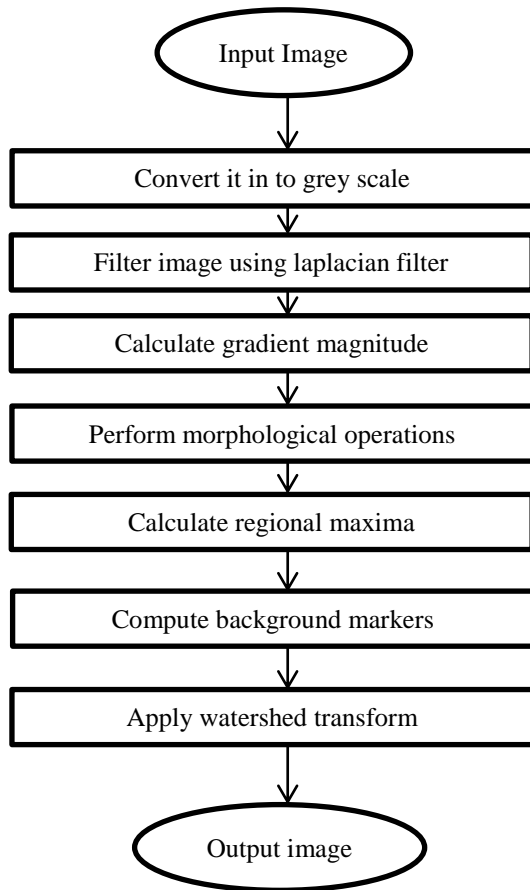 Input Image
Convert it in to grey scale
Filter image using laplacian filter
Calculate gradient magnitude
Perform morphological operations
Calculate regional maxima
Compute background markers
Apply watershed transform
Output image